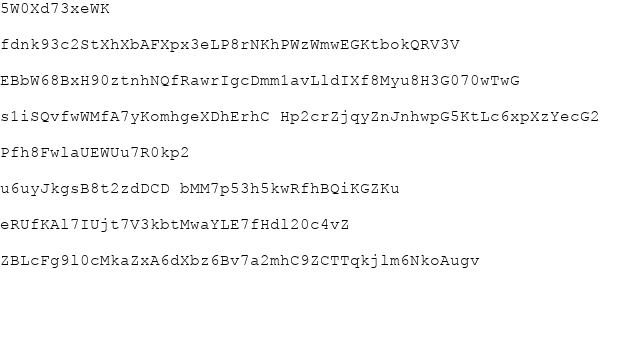 5W0Xd73xeWK
fdnk93c2StXhXbAFXpx3eLP8rNKhPWzWmwEGKtbokQRV3V
EBbW68BxH90ztnhNQfRawrIgcDmm1avLldIXf8Myu8H3G070wTwG
s1iSQvfwWMfA7yKomhgeXDhErhC Hp2crZjqyZnJnhwpG5KtLc6xpXzYecG2
Pfh8FwlaUEWUu7R0kp2
u6uyJkgsB8t2zdDCD bMM7p53h5kwRfhBQiKGZKu
eRUfKAl7IUjt7V3kbtMwaYLE7fHdl20c4vZ
ZBLcFg9l0cMkaZxA6dXbz6Bv7a2mhC9ZCTTqkjlm6NkoAugv